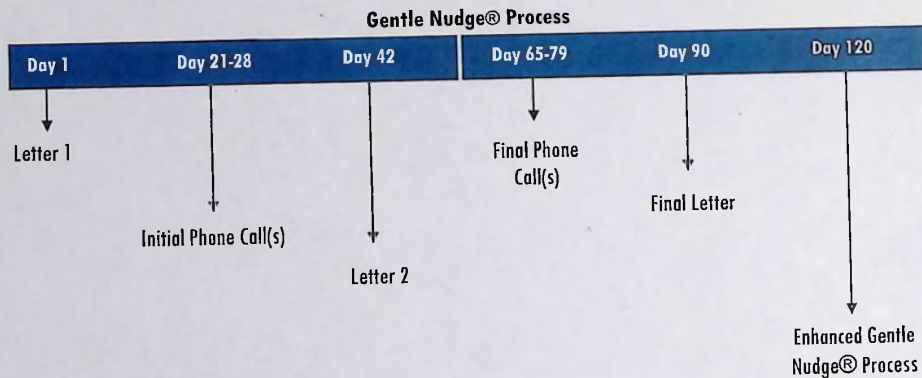 Gentle Nudge® Process
Day 1 Day 21-28 Day 42 Day 65-79 Day 90 Day 120
Letter 1
Initial Phone Call(s)
Letter 2
Final Phone
Call(s)
Final Letter
Enhanced Gentle
Nudge® Process